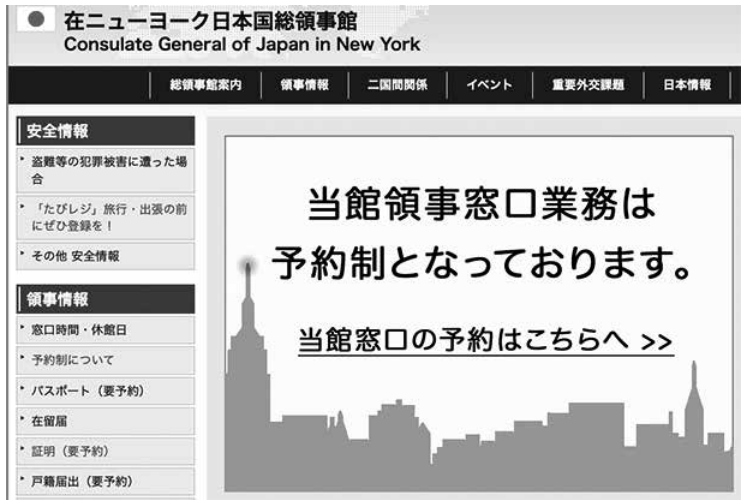 在ニューヨーク日本国総領事館
Consulate General of Japan in New York
総領事館案内
領事情報
二国間関係
イベント
重要外交課題
日本情報
安全情報
盗難等の犯罪被害に遭った場
合
「たびレジ」旅行・出張の前
にぜひ登録を！
その他 安全情報
領事情報
窓口時間・休館日
予約制について
パスポート（要予約）
在留届
証明（要予約）
戸籍届出（要予約）
当館領事窓口業務は
予約制となっております。
当館窓口の予約はこちらへ >>